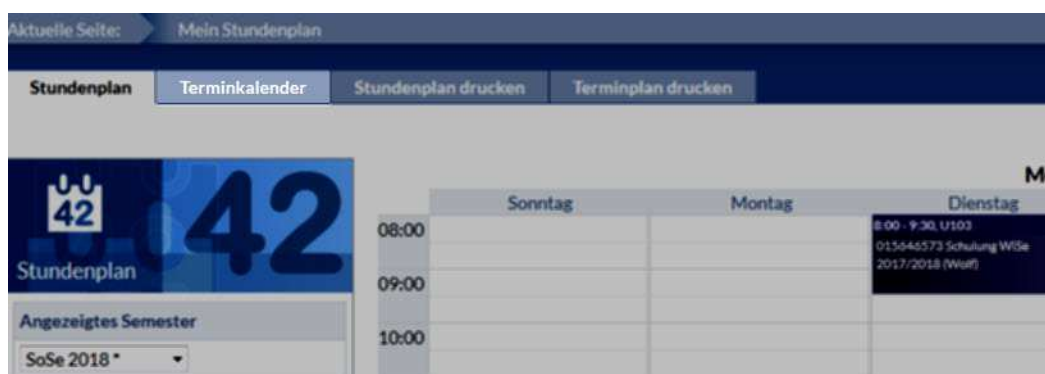 Aktuelle Seite: Mein Stundenplan
Stundenplan Terminkalender Stundenplan drucken Terminplan drucken
42
42
Stundenplan
Angezeigtes Semester
SoSe 2018 *
M
Sonntag Montag Dienstag
08:00
8:00 - 9:30, U103
015646573 Schulung WiSe
2017/2018 (Wolf)
09:00
10:00